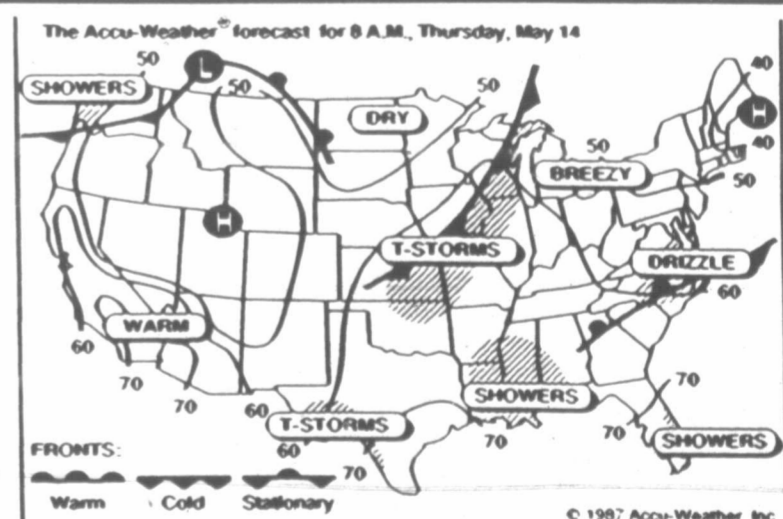 The Accu-Weather® forecast for 8 A.M., Thursday, May 14
50
40
SHOWERS
L
50
50
DRY
H
50
40
BREEZY
50
H
T-STORMS
DRIZZLE
60
WARM
60
70
70
60
T-STORMS
60
70
SHOWERS
70
70
70
SHOWERS
FRONTS:
Warm Cold Stationary
© 1987 Accu-Weather, Inc.